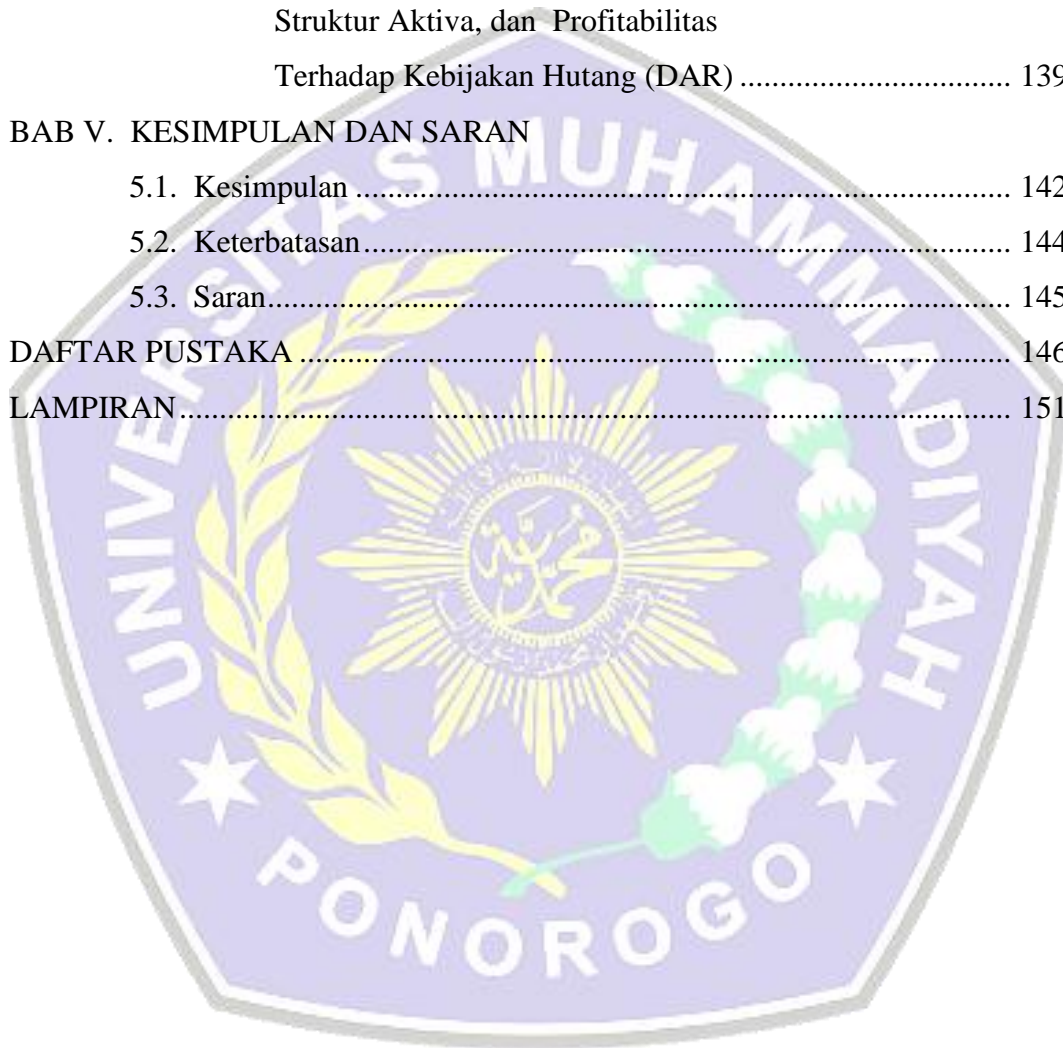 Struktur Aktiva, dan Profitabilitas
Terhadap Kebijakan Hutang (DAR) ................................. 139
BAB V. KESIMPULAN DAN SARAN
5.1. Kesimpulan ................................................................................ 142
5.2. Keterbatasan............................................................................... 144
5.3. Saran........................................................................................... 145
DAFTAR PUSTAKA ....................................................................................... 146
LAMPIRAN...................................................................................................... 151
UNIVERSITAS MUHAMMADIYAH
PONOROGO